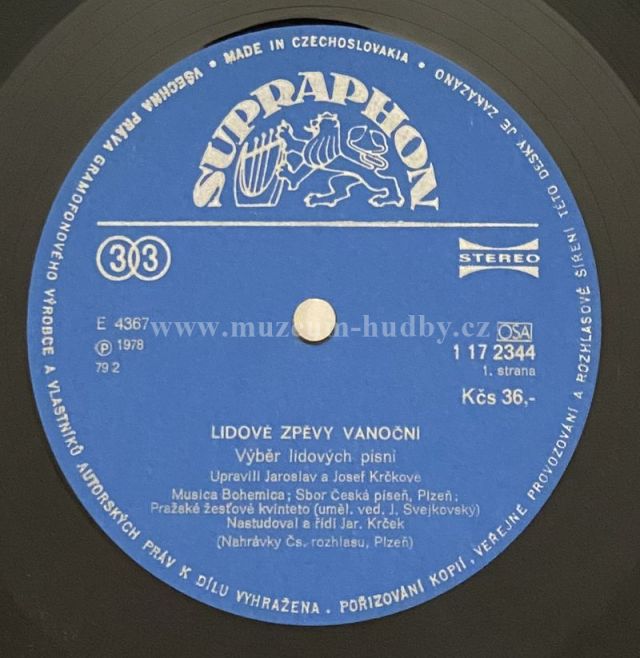 VŠECHNA PRÁVA GRAMOFONOVÉHO VÝROBCE A VLASTNÍKŮ AUTORSKÝCH PRÁV K DÍLU VYHRAŽENA. POŘIZOVÁNÍ KOPIÍ, VEŘEJNÉ PROVOZOVÁNÍ A ROZHLASOVÉ ŠÍŘENÍ TÉTO DESKY JE ZAKÁZÁNO • MADE IN CZECHOSLOVAKIA •
SUPRAPHON
33
STEREO
E 4367
www.muzeum-hudby.cz
OSA
Ⓟ 1978
1 17 2344
79 2
1. strana
Kčs 36,-
LIDOVÉ ZPĚVY VÁNOČNÍ
Výběr lidových písní
Upravili Jaroslav a Josef Krčkové
Musica Bohemica; Sbor Česká píseň, Plzeň;
Pražské žesťové kvinteto (uměl. ved. J. Svejkovský)
Nastudoval a řídí Jar. Krček
(Nahrávky Čs. rozhlasu, Plzeň)